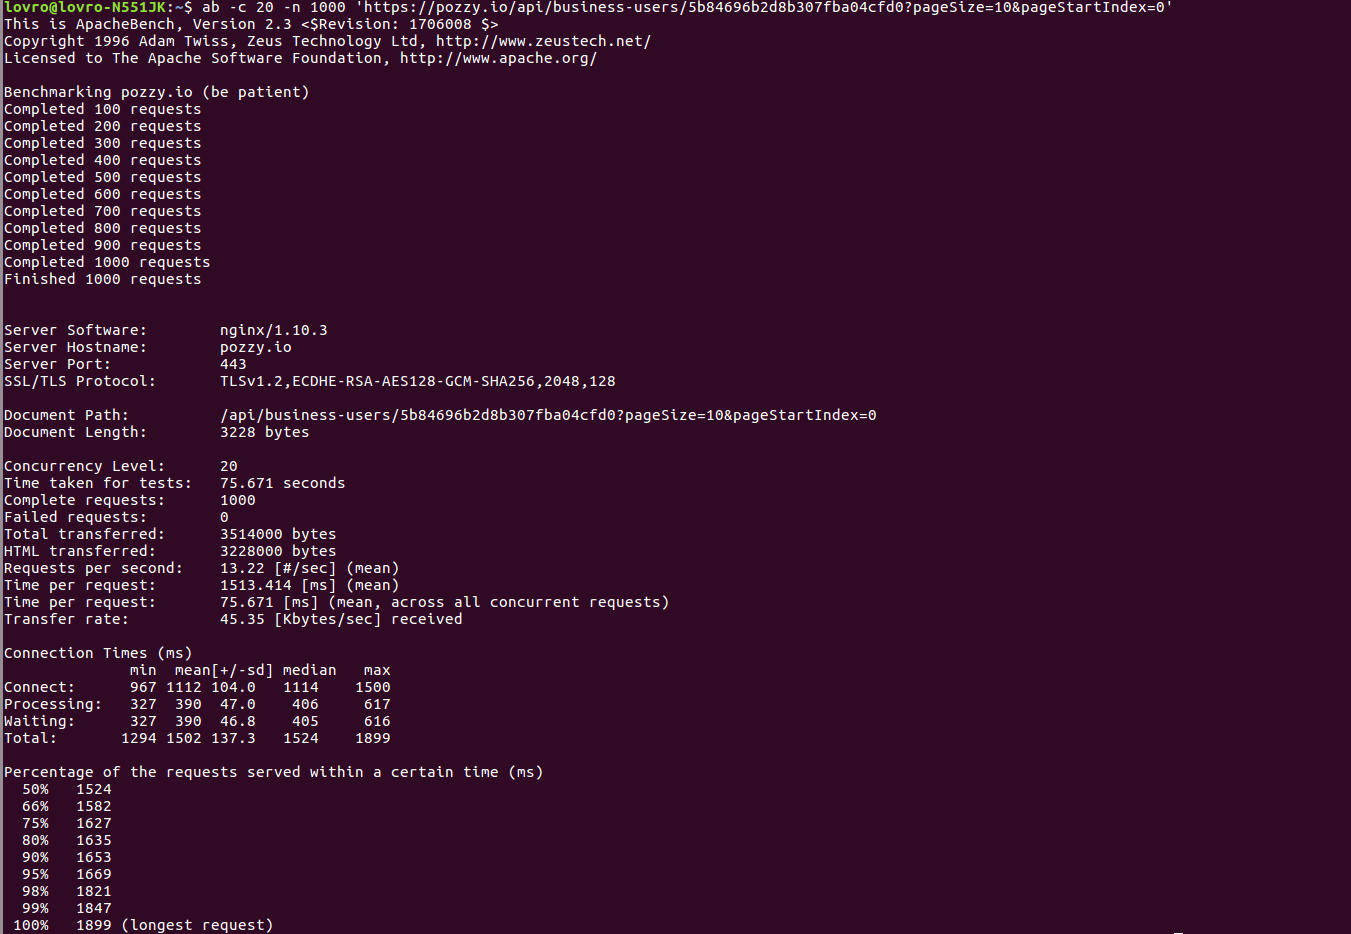 lovro@lovro-N551JK:~$ ab -c 20 -n 1000 'https://pozzy.io/api/business-users/5b84696b2d8b307fba04cfd0?pageSize=10&pageStartIndex=0'
This is ApacheBench, Version 2.3 <$Revision: 1706008 $>
Copyright 1996 Adam Twiss, Zeus Technology Ltd, http://www.zeustech.net/
Licensed to The Apache Software Foundation, http://www.apache.org/

Benchmarking pozzy.io (be patient)
Completed 100 requests
Completed 200 requests
Completed 300 requests
Completed 400 requests
Completed 500 requests
Completed 600 requests
Completed 700 requests
Completed 800 requests
Completed 900 requests
Completed 1000 requests
Finished 1000 requests


Server Software:        nginx/1.10.3
Server Hostname:        pozzy.io
Server Port:            443
SSL/TLS Protocol:       TLSv1.2,ECDHE-RSA-AES128-GCM-SHA256,2048,128

Document Path:          /api/business-users/5b84696b2d8b307fba04cfd0?pageSize=10&pageStartIndex=0
Document Length:        3228 bytes

Concurrency Level:      20
Time taken for tests:   75.671 seconds
Complete requests:      1000
Failed requests:        0
Total transferred:      3514000 bytes
HTML transferred:       3228000 bytes
Requests per second:    13.22 [#/sec] (mean)
Time per request:       1513.414 [ms] (mean)
Time per request:       75.671 [ms] (mean, across all concurrent requests)
Transfer rate:          45.35 [Kbytes/sec] received

Connection Times (ms)
              min  mean[+/-sd] median   max
Connect:      967 1112 104.0   1114    1500
Processing:   327  390  47.0    406     617
Waiting:      327  390  46.8    405     616
Total:       1294 1502 137.3   1524    1899

Percentage of the requests served within a certain time (ms)
  50%   1524
  66%   1582
  75%   1627
  80%   1635
  90%   1653
  95%   1669
  98%   1821
  99%   1847
 100%   1899 (longest request)